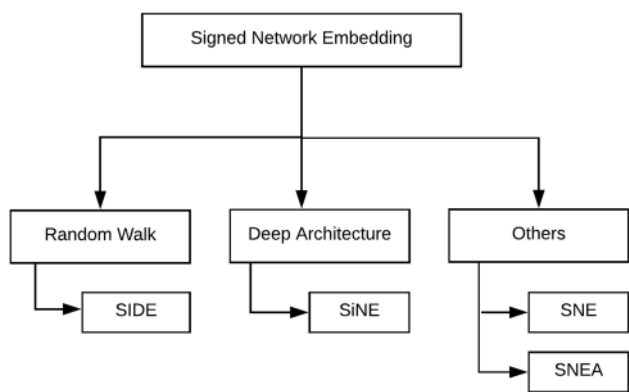 Signed Network Embedding
Random Walk
Deep Architecture
Others
SIDE
SiNE
SNE
SNEA